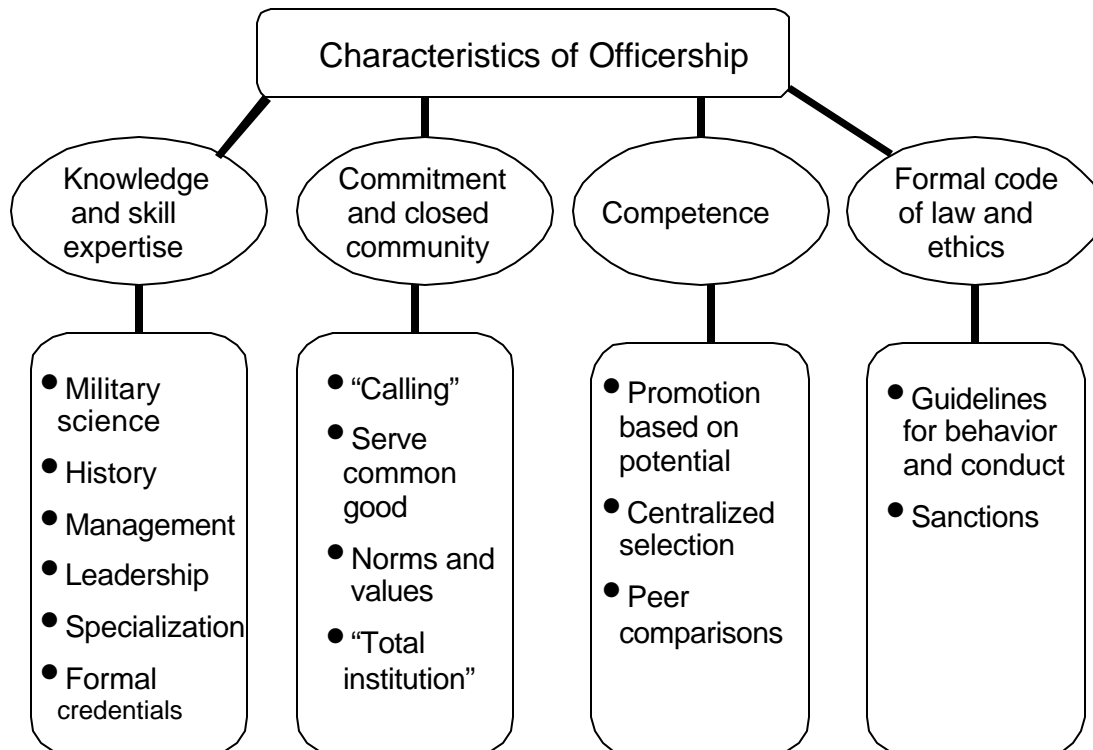 Characteristics of Officership
Knowledge
and skill
expertise
Commitment
and closed
community
Competence
Formal code
of law and
ethics
● Military
science
● History
● Management
● Leadership
● Specialization
● Formal
credentials
● “Calling”
● Serve
common
good
● Norms and
values
● “Total
institution”
● Promotion
based on
potential
● Centralized
selection
● Peer
comparisons
● Guidelines
for behavior
and conduct
● Sanctions